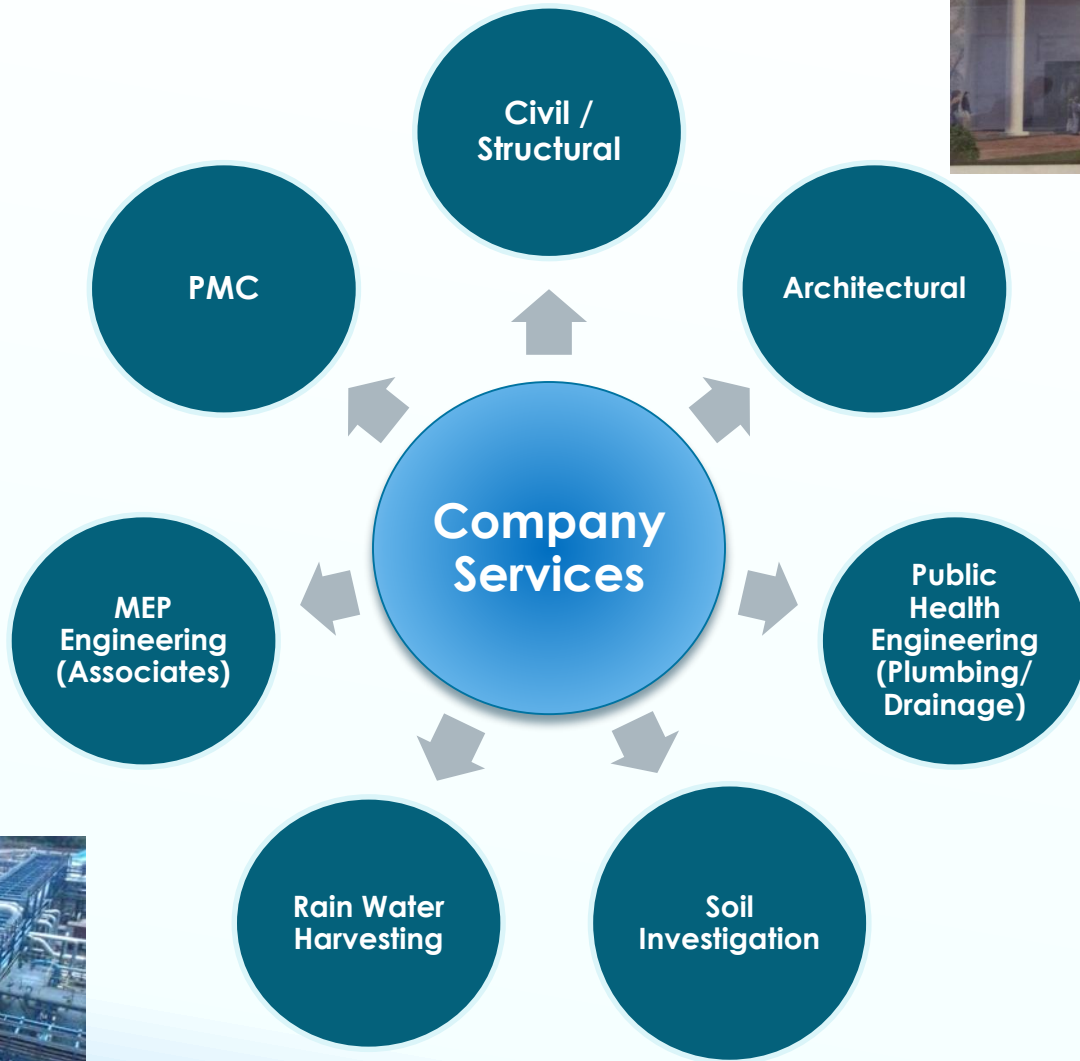 Civil /
Structural
PMC
Architectural
Company
Services
MEP
Engineering
(Associates)
Public
Health
Engineering
(Plumbing/
Drainage)
Rain Water
Harvesting
Soil
Investigation